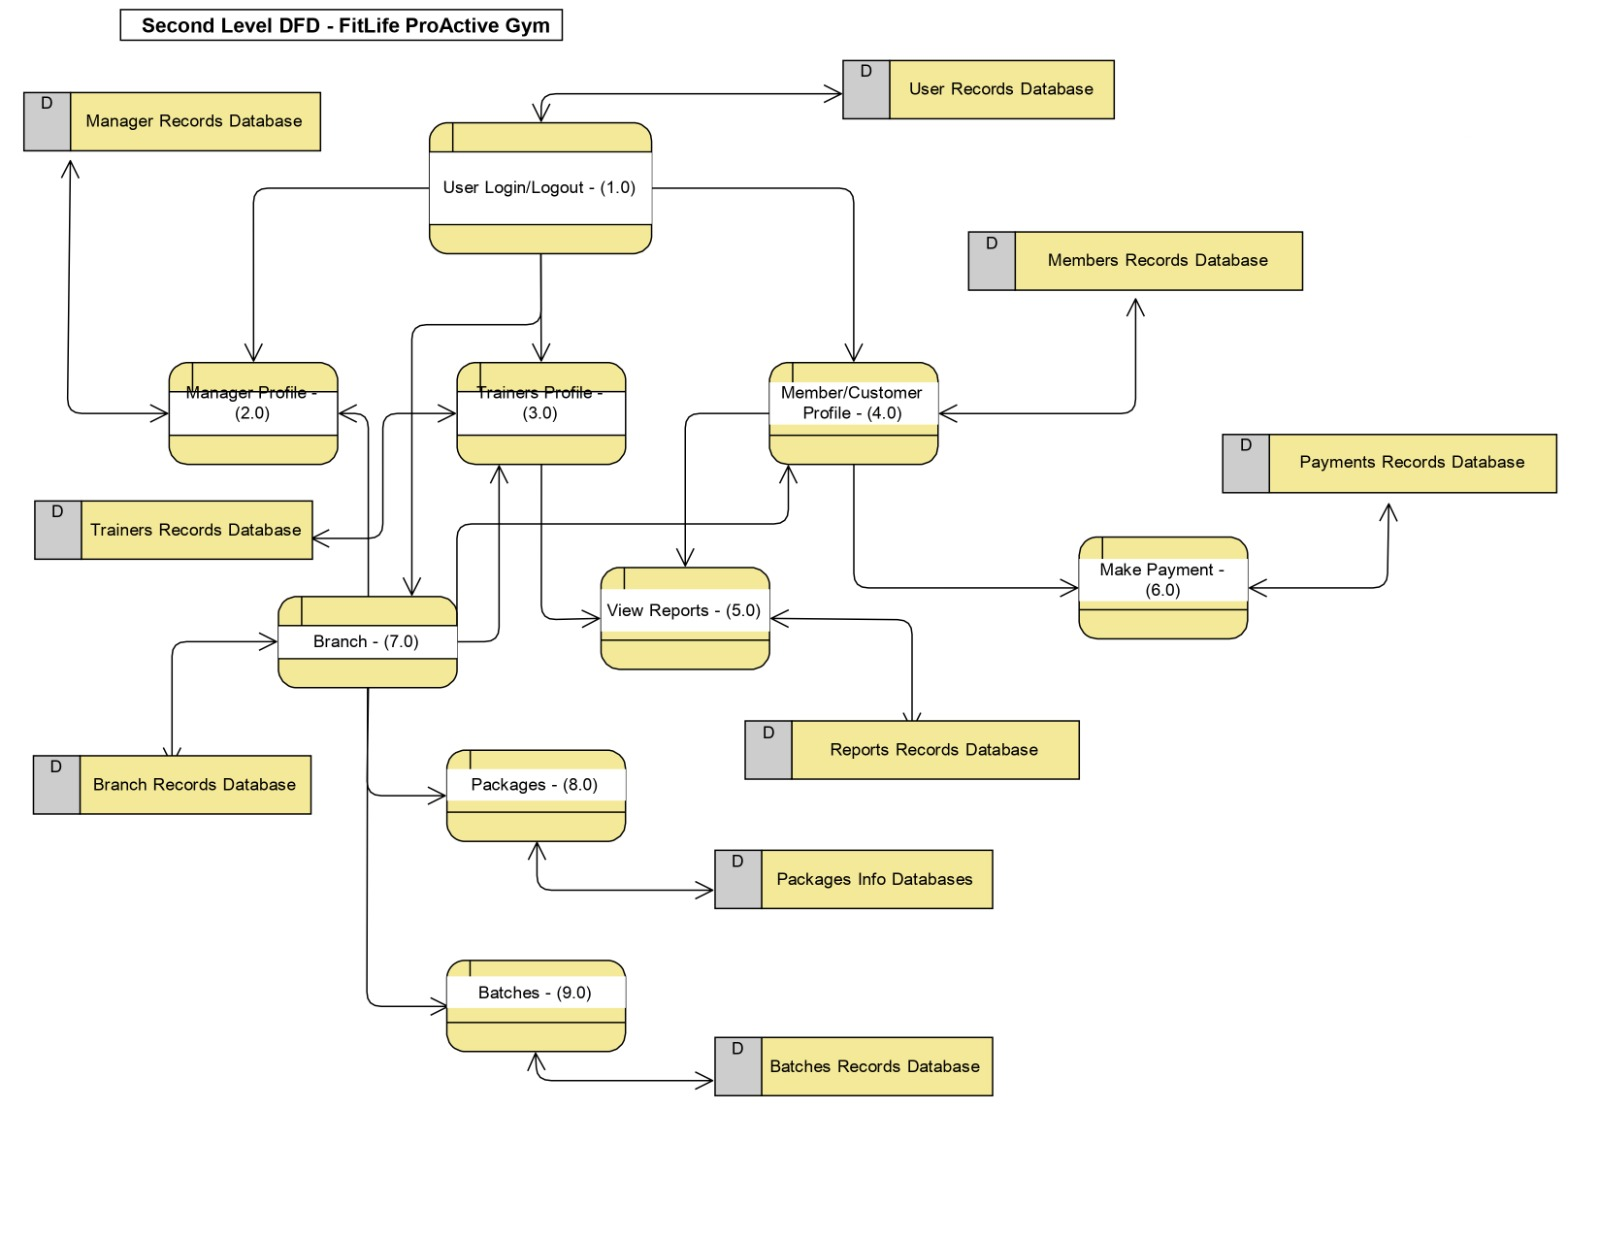 Second Level DFD - FitLife ProActive Gym
D
User Records Database
D
Manager Records Database
User Login/Logout - (1.0)
D
Members Records Database
Manager Profile -
(2.0)
Trainers Profile -
(3.0)
Member/Customer
Profile - (4.0)
D
Payments Records Database
D
Trainers Records Database
Make Payment -
(6.0)
View Reports - (5.0)
Branch - (7.0)
D
Reports Records Database
D
Branch Records Database
Packages - (8.0)
D
Packages Info Databases
Batches - (9.0)
D
Batches Records Database